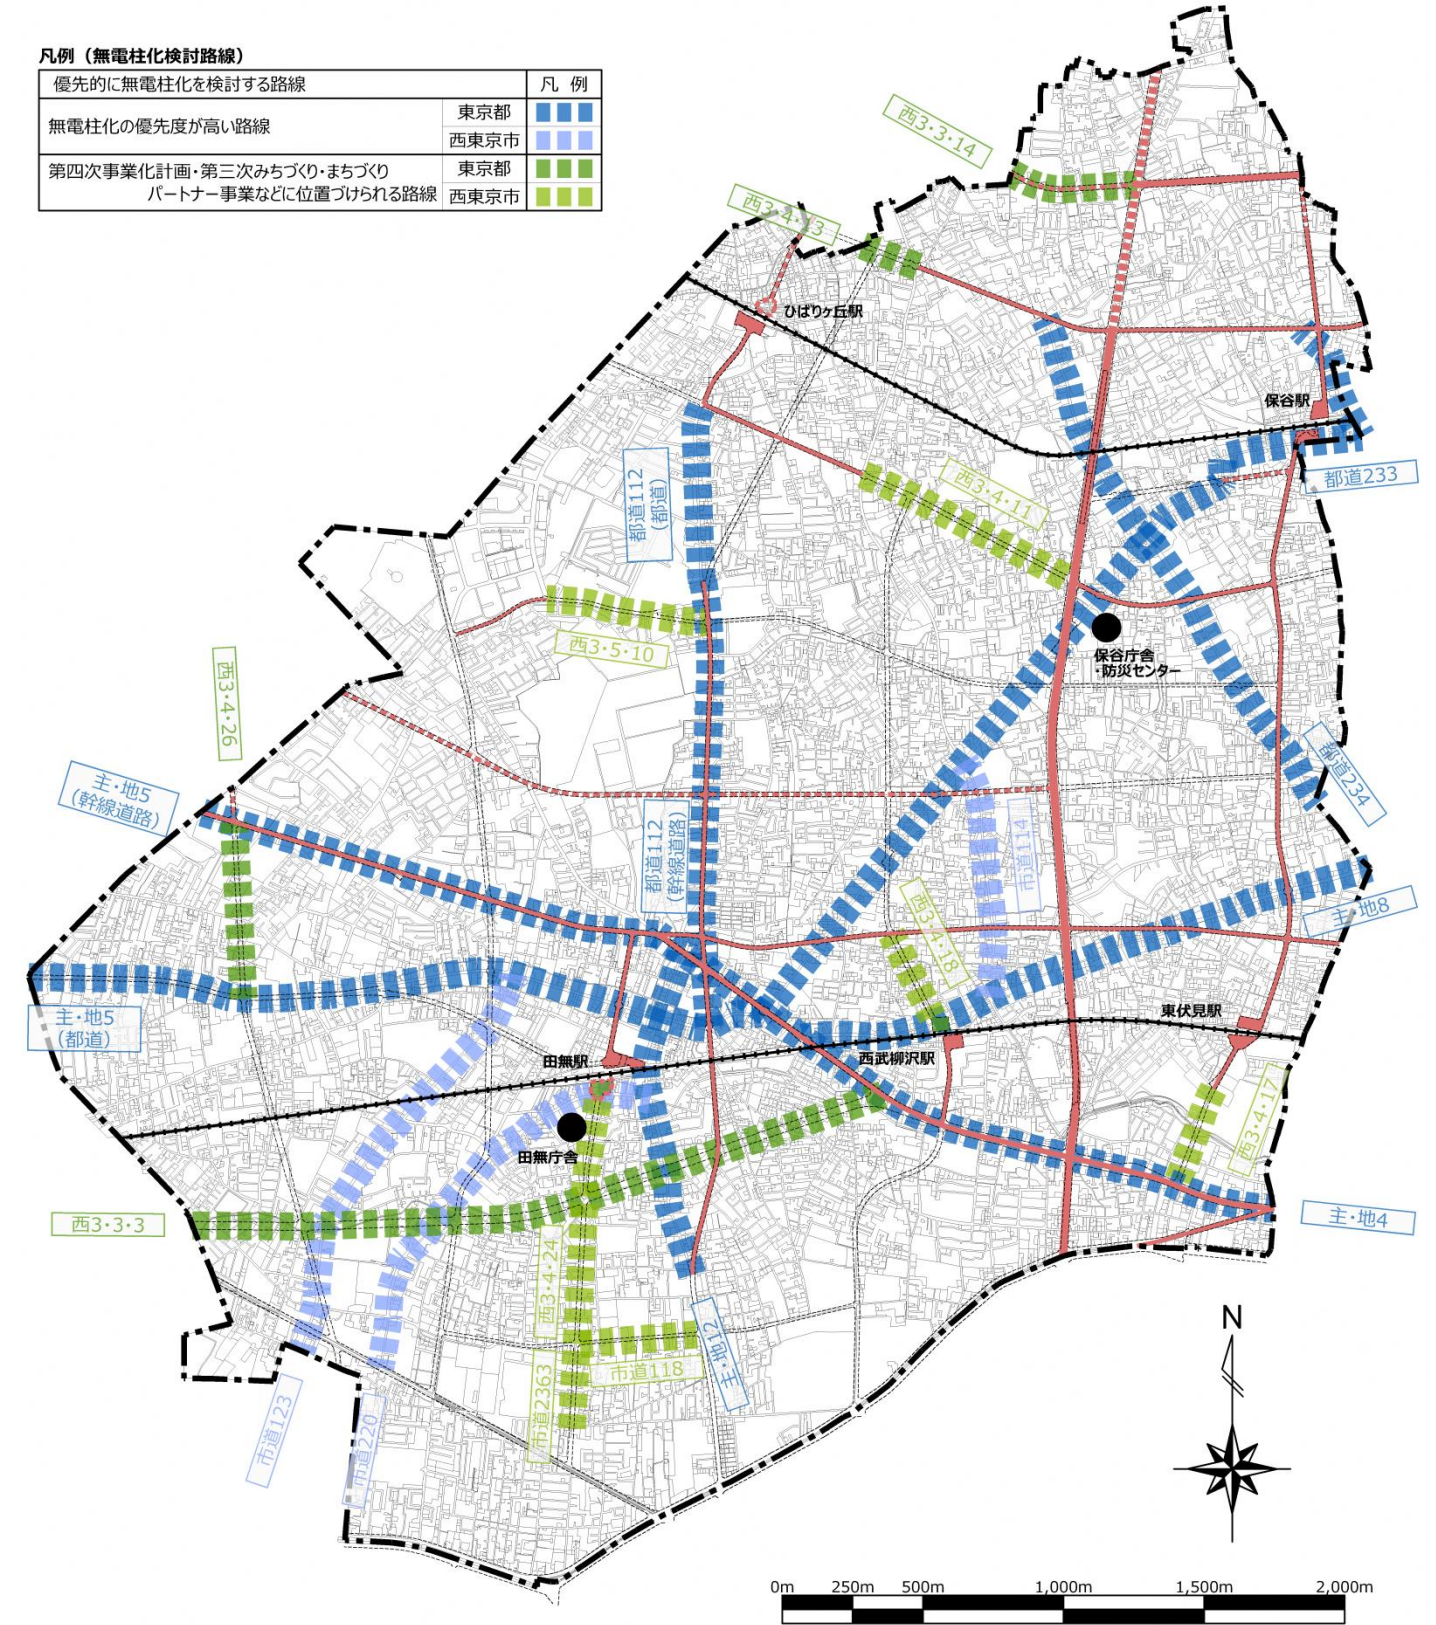 凡例（無電柱化検討路線）
優先的に無電柱化を検討する路線 凡 例
無電柱化の優先度が高い路線 東京都
西東京市
第四次事業化計画・第三次みちづくり・まちづくり
パートナー事業などに位置づけられる路線
東京都
西東京市
西3・3・14
西3・4・13
ひばりヶ丘駅
保谷駅
都道233
都道112
（都道）
西3・4・11
西3・5・10
保谷庁舎
・防災センター
西3・4・26
都道234
主・地5
（幹線道路）
都道112
（幹線道路）
市道114
西3・4・18
主・地8
主・地5
（都道）
東伏見駅
田無駅
西武柳沢駅
西3・4・17
田無庁舎
西3・3・3
主・地4
西3・4・24
主・地12
市道118
市道2363
市道123
市道220
N
0m 250m 500m 1,000m 1,500m 2,000m